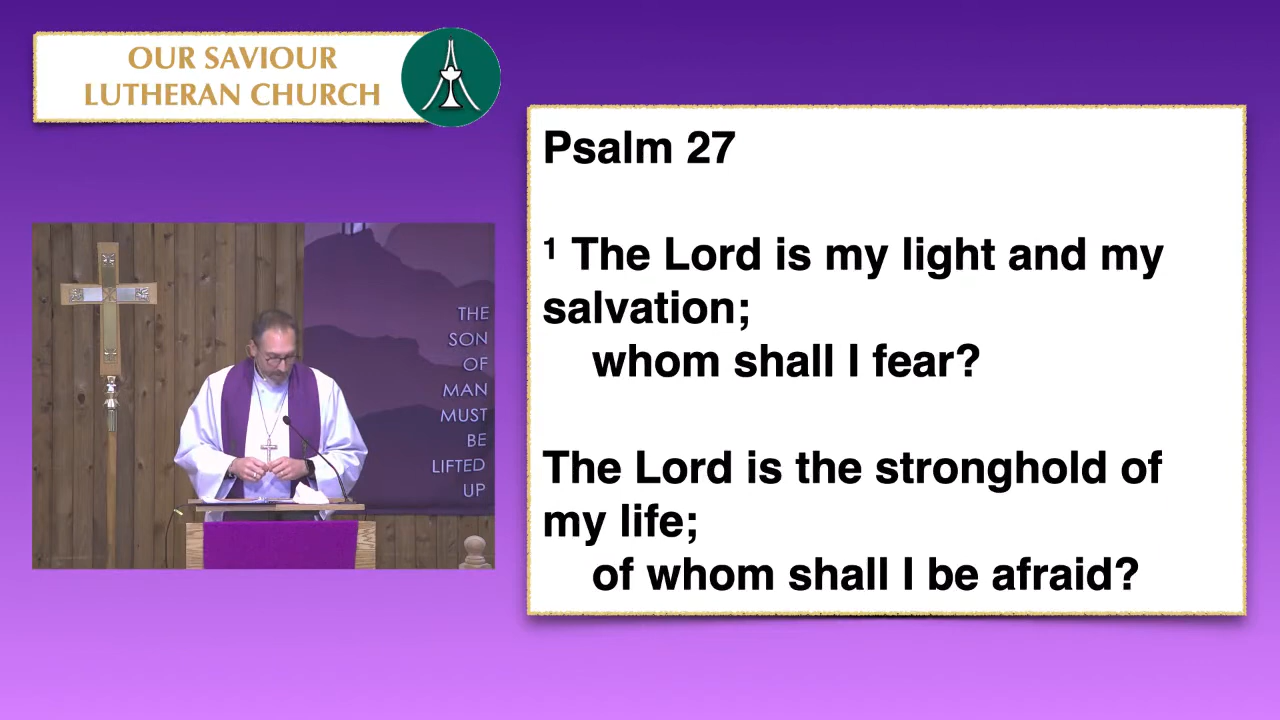 OUR SAVIOUR
LUTHERAN CHURCH
Psalm 27
¹ The Lord is my light and my
salvation;
whom shall I fear?
The Lord is the stronghold of
my life;
of whom shall I be afraid?
THE
SON
OF
MAN
MUST
BE
LIFTED
UP